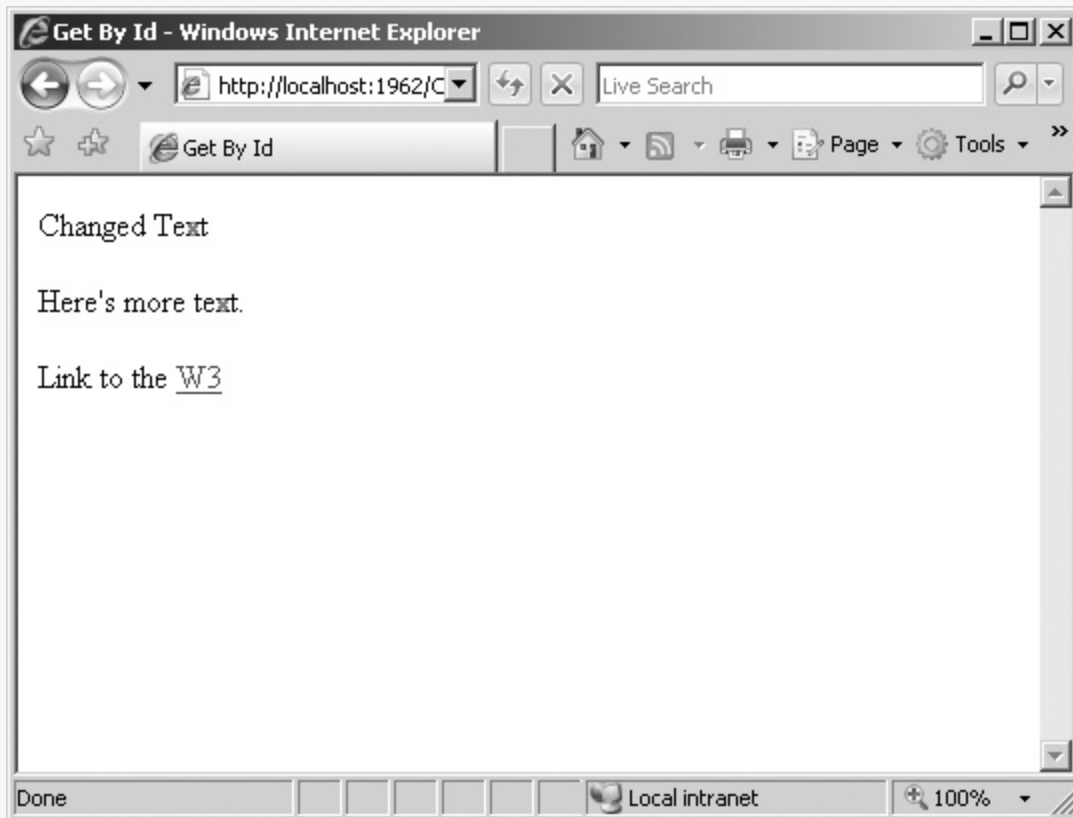 Get By Id - Windows Internet Explorer
http://localhost:1962/C
Live Search
Get By Id
Page
Tools
Changed Text
Here's more text.
Link to the W3
Done
Local intranet
100%